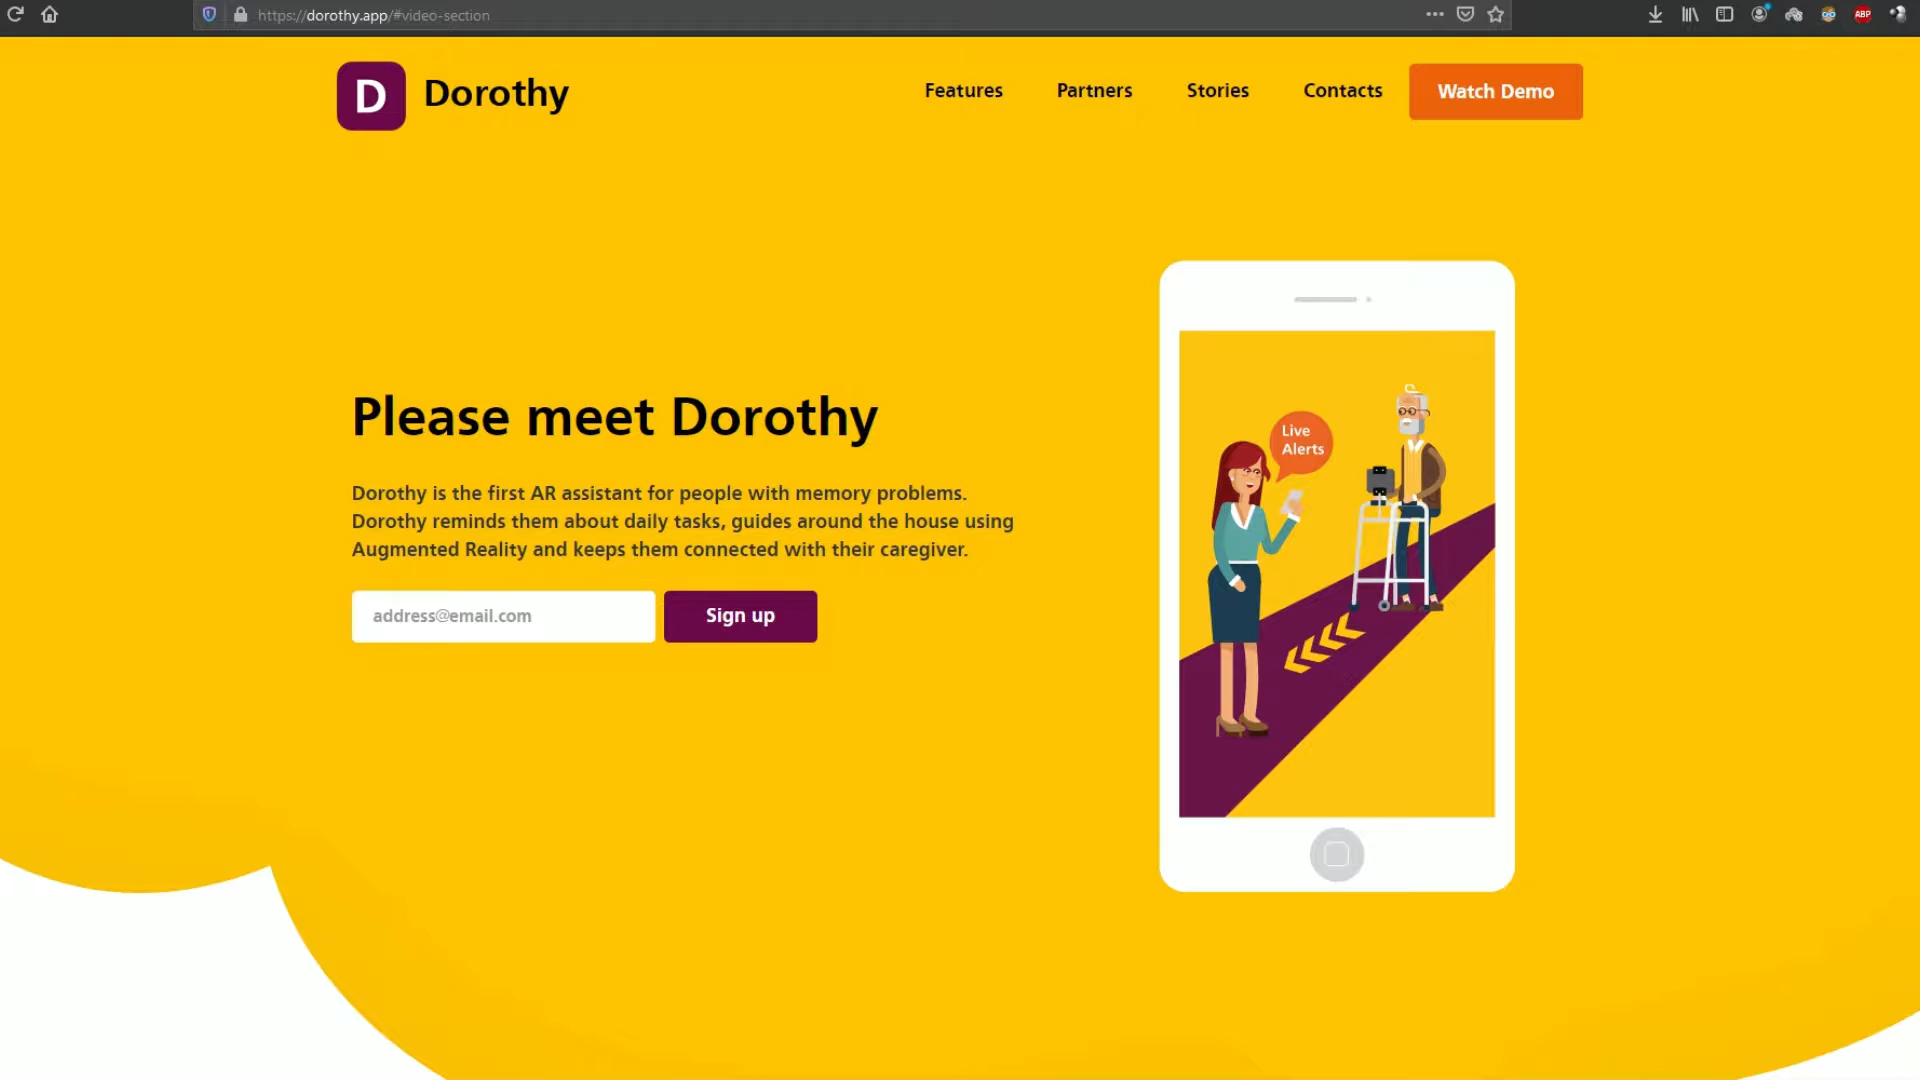 https://dorothy.app/#video-section
ABP
D
Dorothy
Features
Partners
Stories
Contacts
Watch Demo
Please meet Dorothy
Dorothy is the first AR assistant for people with memory problems.
Dorothy reminds them about daily tasks, guides around the house using
Augmented Reality and keeps them connected with their caregiver.
address@email.com
Sign up
Live
Alerts